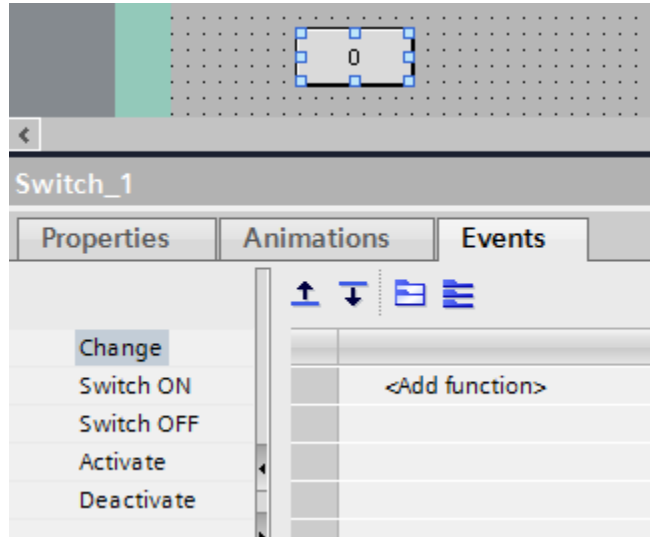 0
Switch_1
Properties Animations Events
Change
Switch ON <Add function>
Switch OFF
Activate
Deactivate